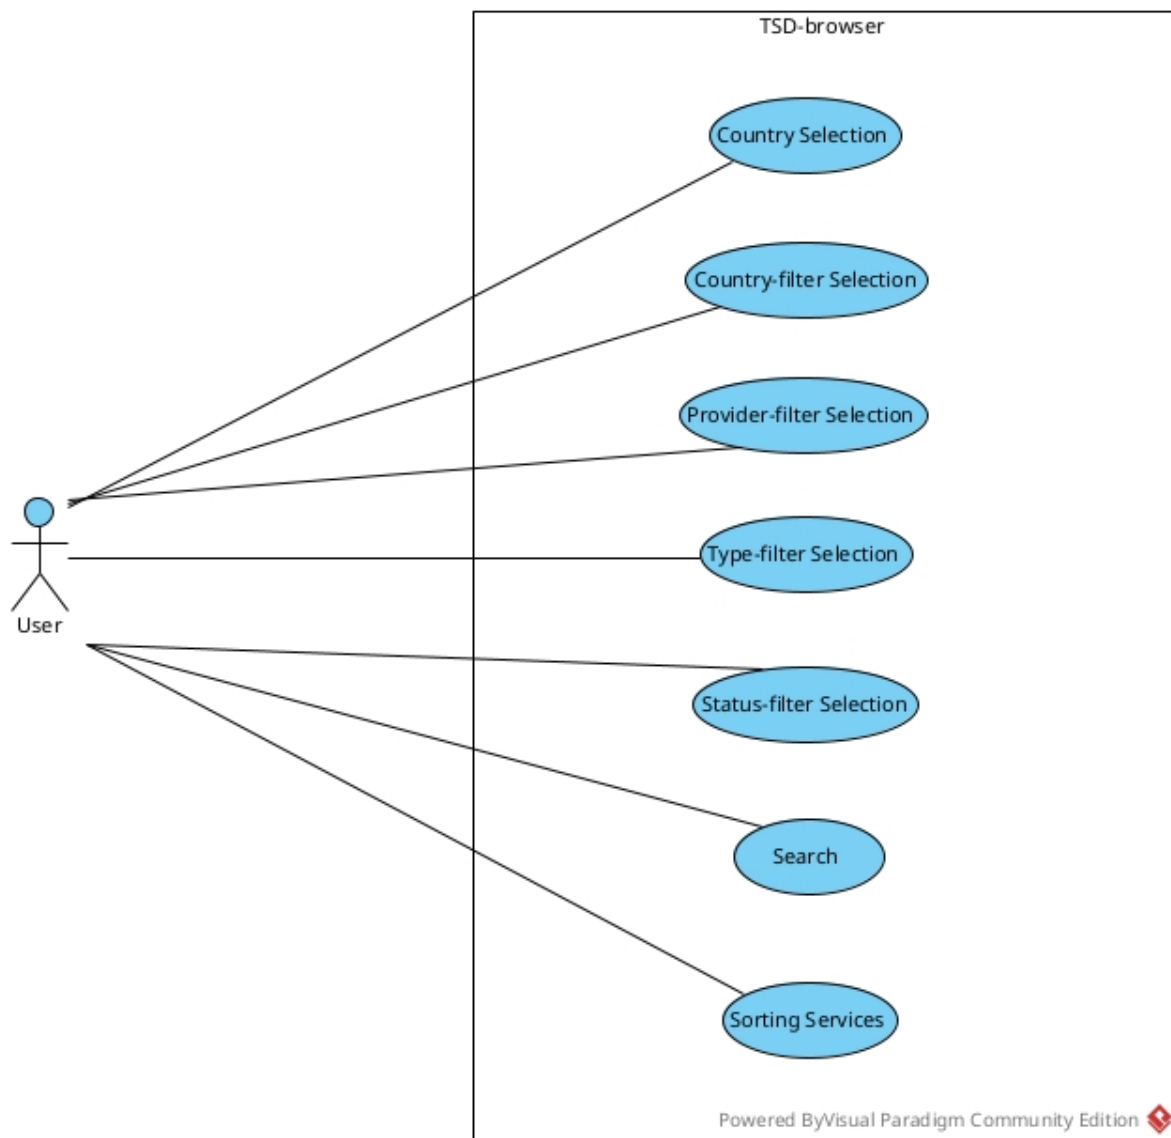 TSD-browser
Country Selection
Country-filter Selection
Provider-filter Selection
Type-filter Selection
User
Status-filter Selection
Search
Sorting Services
Powered ByVisual Paradigm Community Edition